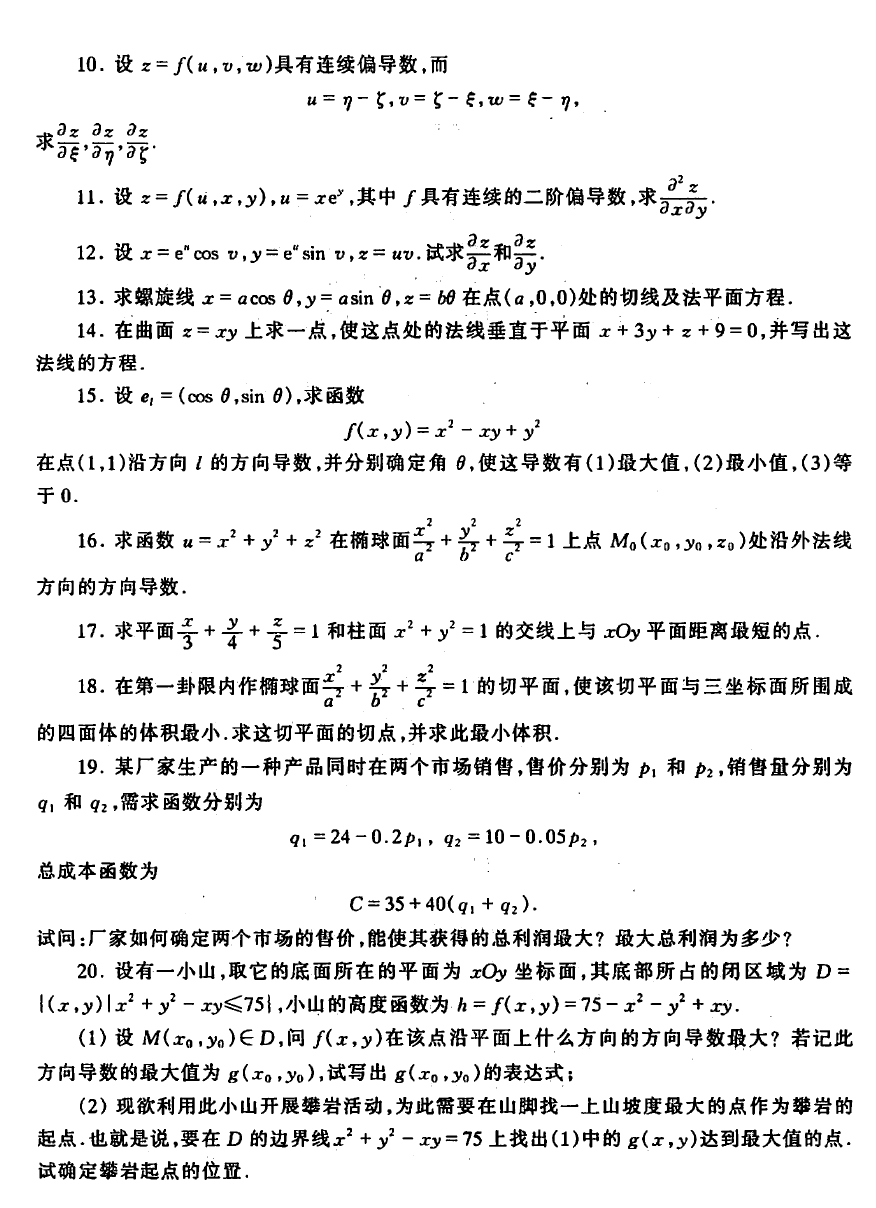 10. 设 z = f(u,v,w)具有连续偏导数,而
u = η - ζ, v = ζ - ξ, w = ξ - η,
求∂z/∂ξ, ∂z/∂η, ∂z/∂ζ.
11. 设 z = f(u,x,y), u = xe^y, 其中 f 具有连续的二阶偏导数,求 ∂²z/∂x∂y.
12. 设 x = e^u cos v, y = e^u sin v, z = uv. 试求∂z/∂x和∂z/∂y.
13. 求螺旋线 x = acos θ, y = asin θ, z = bθ 在点(a,0,0)处的切线及法平面方程.
14. 在曲面 z = xy 上求一点,使这点处的法线垂直于平面 x + 3y + z + 9 = 0,并写出这
法线的方程.
15. 设 e_l = (cos θ, sin θ),求函数
f(x,y) = x² - xy + y²
在点(1,1)沿方向 l 的方向导数,并分别确定角 θ,使这导数有(1)最大值,(2)最小值,(3)等
于 0.
16. 求函数 u = x² + y² + z² 在椭球面 x²/a² + y²/b² + z²/c² = 1 上点 M₀(x₀,y₀,z₀)处沿外法线
方向的方向导数.
17. 求平面 x/3 + y/4 + z/5 = 1 和柱面 x² + y² = 1 的交线上与 xOy 平面距离最短的点.
18. 在第一卦限内作椭球面 x²/a² + y²/b² + z²/c² = 1 的切平面,使该切平面与三坐标面所围成
的四面体的体积最小.求这切平面的切点,并求此最小体积.
19. 某厂家生产的一种产品同时在两个市场销售,售价分别为 p₁ 和 p₂,销售量分别为
q₁ 和 q₂,需求函数分别为
q₁ = 24 - 0.2p₁, q₂ = 10 - 0.05p₂,
总成本函数为
C = 35 + 40(q₁ + q₂).
试问:厂家如何确定两个市场的售价,能使其获得的总利润最大? 最大总利润为多少?
20. 设有一小山,取它的底面所在的平面为 xOy 坐标面,其底部所占的闭区域为 D =
{(x,y)|x² + y² - xy≤75},小山的高度函数为 h = f(x,y) = 75 - x² - y² + xy.
(1) 设 M(x₀,y₀)∈D,问 f(x,y)在该点沿平面上什么方向的方向导数最大? 若记此
方向导数的最大值为 g(x₀,y₀),试写出 g(x₀,y₀)的表达式;
(2) 现欲利用此小山开展攀岩活动,为此需要在山脚找一上山坡度最大的点作为攀岩的
起点.也就是说,要在 D 的边界线 x² + y² - xy = 75 上找出(1)中的 g(x,y)达到最大值的点.
试确定攀岩起点的位置.